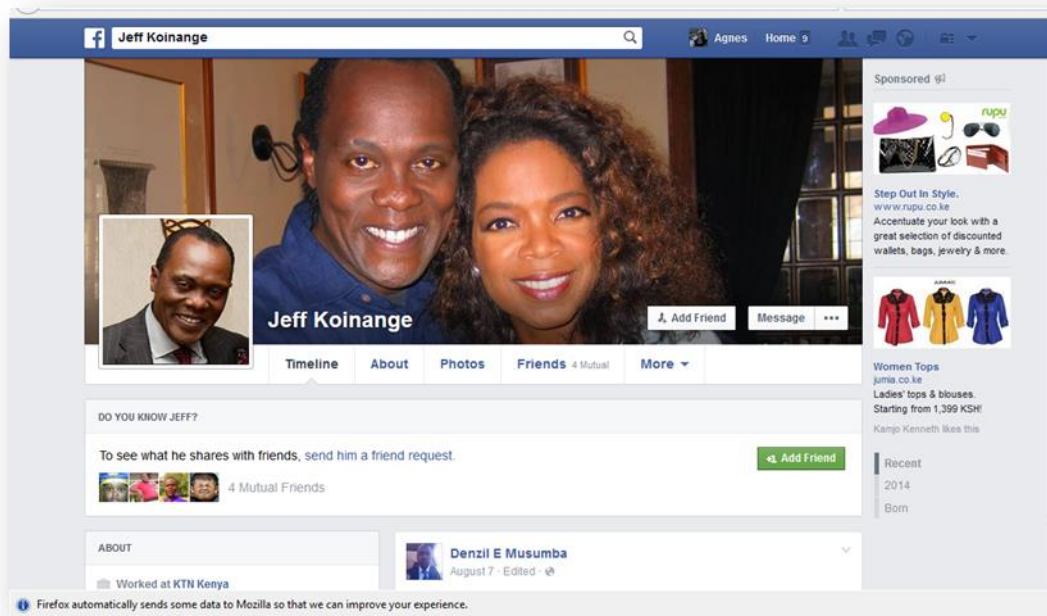 Jeff Koinange
Agnes
Home 9
Sponsored
rupu
Step Out In Style.
www.rupu.co.ke
Accentuate your look with a
great selection of discounted
wallets, bags, jewelry & more.
JUMIA
Women Tops
jumia.co.ke
Ladies' tops & blouses.
Starting from 1,399 KSH!
Kamjo Kenneth likes this
Recent
2014
Born
Jeff Koinange
Add Friend
Message
Timeline
About
Photos
Friends 4 Mutual
More
DO YOU KNOW JEFF?
To see what he shares with friends, send him a friend request.
Add Friend
4 Mutual Friends
ABOUT
Worked at KTN Kenya
Denzil E Musumba
August 7 · Edited ·
Firefox automatically sends some data to Mozilla so that we can improve your experience.